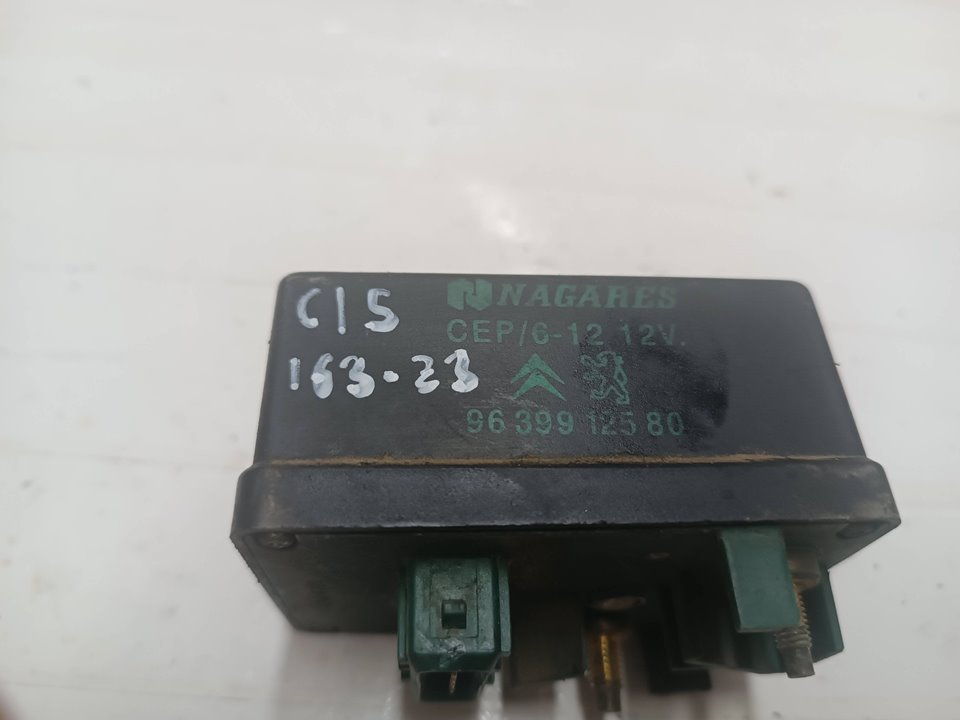 C15
163-23
NAGARES
CEP/6-12 12V.
96 399 125 80